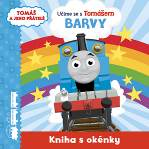 TOMÁŠ
A JEHO PŘÁTELÉ
Učíme se s Tomášem
BARVY
Kniha s okénky